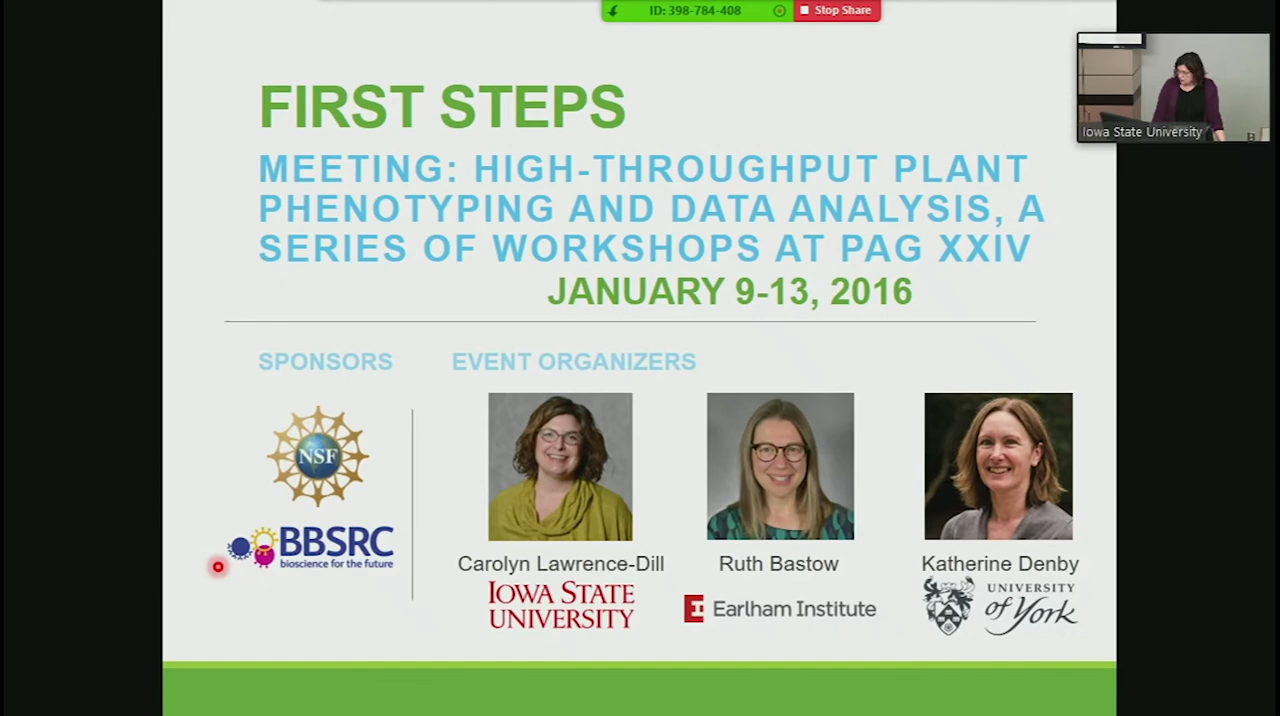 ID: 398-784-408
Stop Share
Iowa State University
FIRST STEPS
MEETING: HIGH-THROUGHPUT PLANT
PHENOTYPING AND DATA ANALYSIS, A
SERIES OF WORKSHOPS AT PAG XXIV
JANUARY 9-13, 2016
SPONSORS
EVENT ORGANIZERS
NSF
BBSRC
bioscience for the future
Carolyn Lawrence-Dill
Ruth Bastow
Katherine Denby
IOWA STATE
UNIVERSITY
Earlham Institute
UNIVERSITY
of York